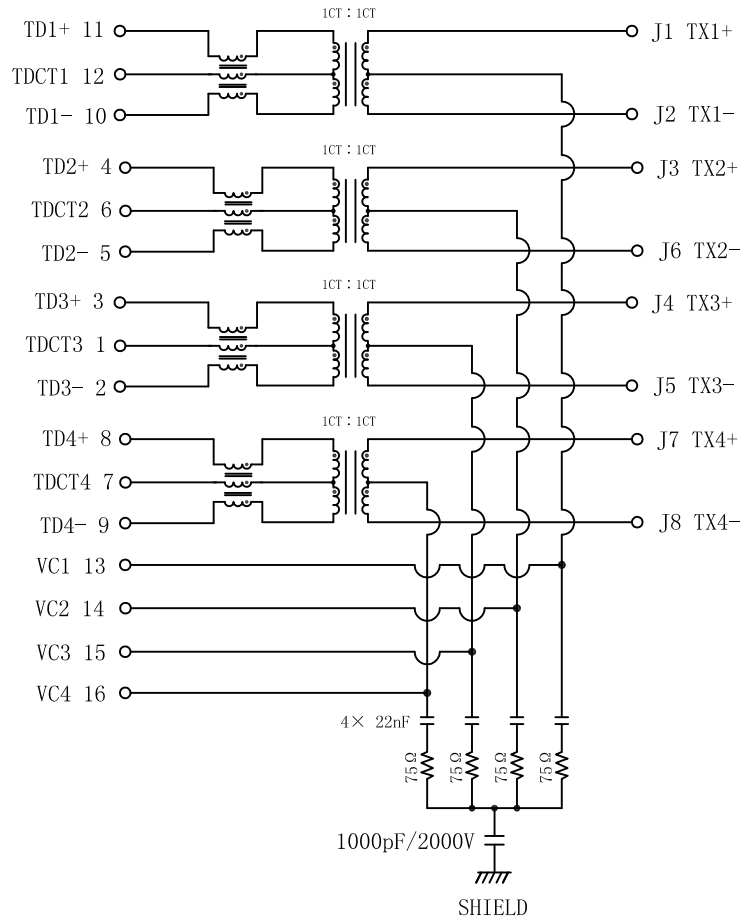 1CT:1CT
TD1+ 11
J1 TX1+
TDCT1 12
TD1- 10
J2 TX1-
1CT:1CT
TD2+ 4
J3 TX2+
TDCT2 6
TD2- 5
J6 TX2-
1CT:1CT
TD3+ 3
J4 TX3+
TDCT3 1
TD3- 2
J5 TX3-
1CT:1CT
TD4+ 8
J7 TX4+
TDCT4 7
TD4- 9
J8 TX4-
VC1 13
VC2 14
VC3 15
VC4 16
4× 22nF
75Ω
75Ω
75Ω
75Ω
1000pF/2000V
SHIELD